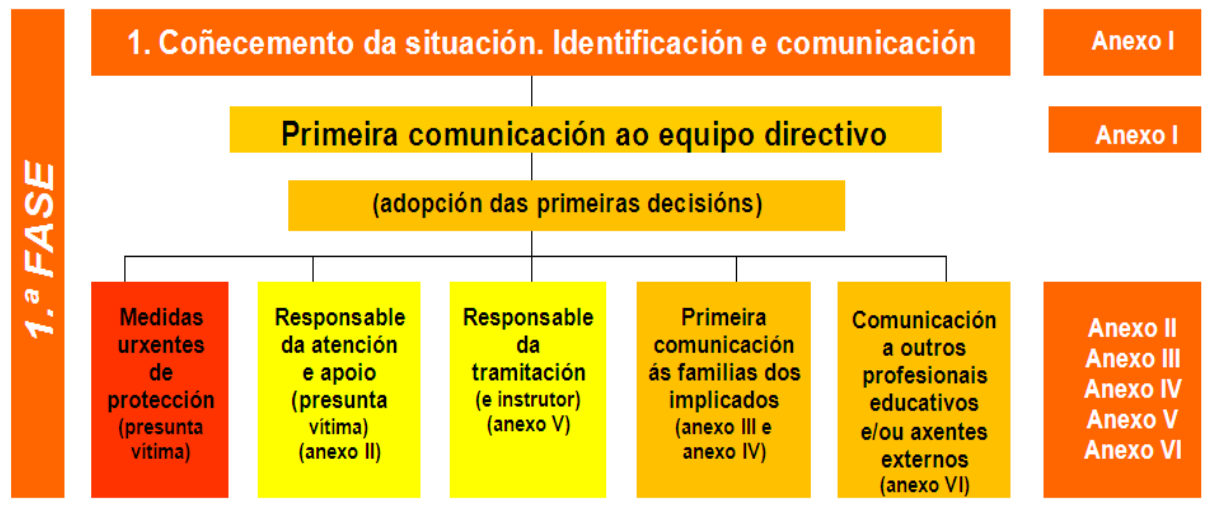 1.ª FASE
1. Coñecemento da situación. Identificación e comunicación
Anexo I
Primeira comunicación ao equipo directivo
Anexo I
(adopción das primeiras decisións)
Medidas
urxentes
de
protección
(presunta
vítima)
Responsable
da atención
e apoio
(presunta
vítima)
(anexo II)
Responsable
da
tramitación
(e instrutor)
(anexo V)
Primeira
comunicación
ás familias dos
implicados
(anexo III e
anexo IV)
Comunicación
a outros
profesionais
educativos
e/ou axentes
externos
(anexo VI)
Anexo II
Anexo III
Anexo IV
Anexo V
Anexo VI